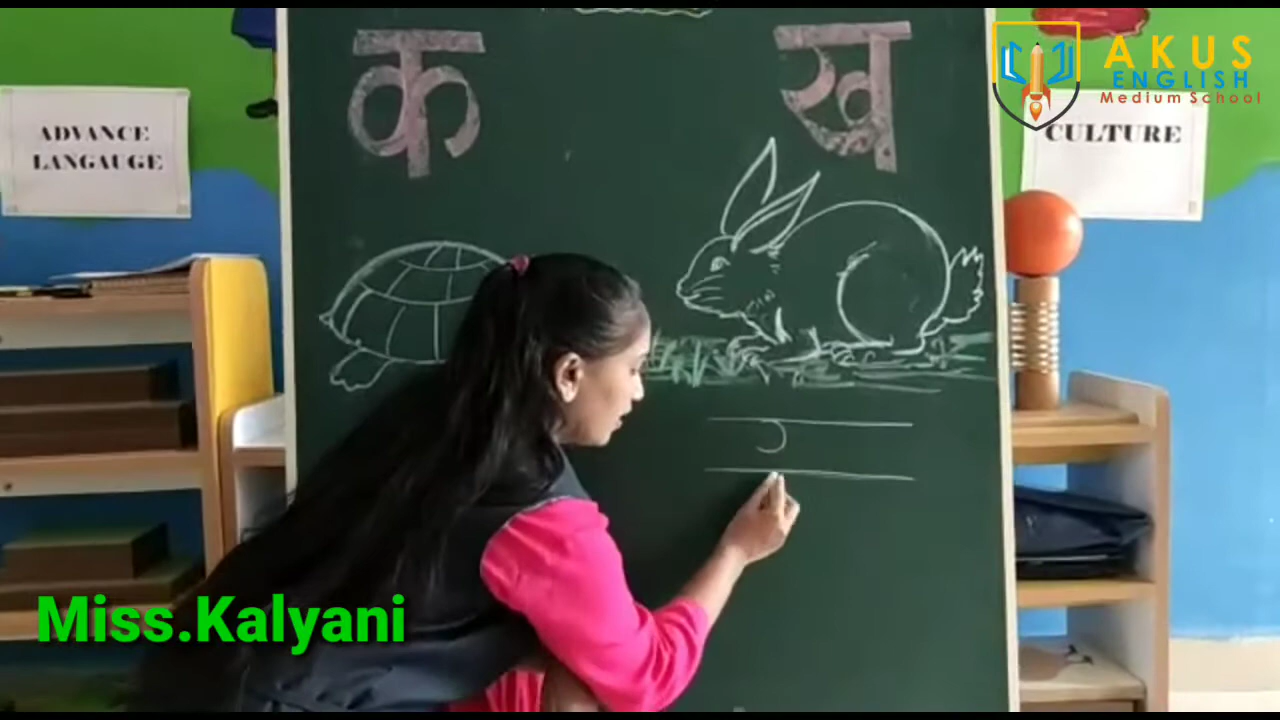 क ख
AKUS
ENGLISH
Medium School
ADVANCE
LANGAUGE
CULTURE
Miss.Kalyani